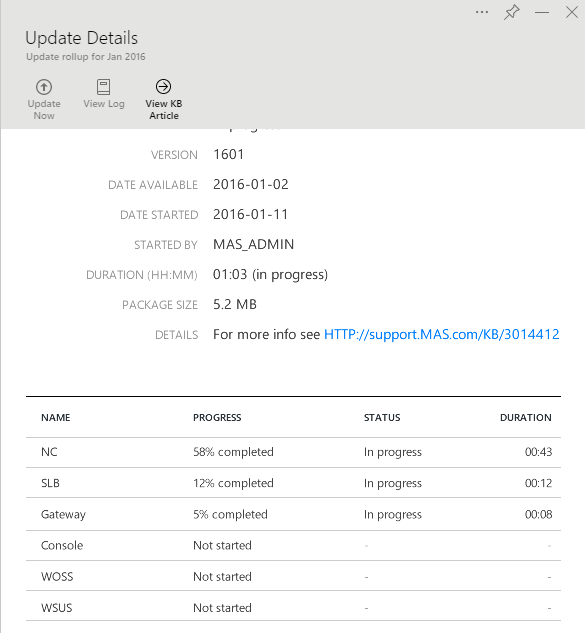 Update Details
Update rollup for Jan 2016
Update Now
View Log
View KB Article
VERSION 1601
DATE AVAILABLE 2016-01-02
DATE STARTED 2016-01-11
STARTED BY MAS_ADMIN
DURATION (HH:MM) 01:03 (in progress)
PACKAGE SIZE 5.2 MB
DETAILS For more info see HTTP://support.MAS.com/KB/3014412
NAME PROGRESS STATUS DURATION
NC 58% completed In progress 00:43
SLB 12% completed In progress 00:12
Gateway 5% completed In progress 00:08
Console Not started - -
WOSS Not started - -
WSUS Not started - -